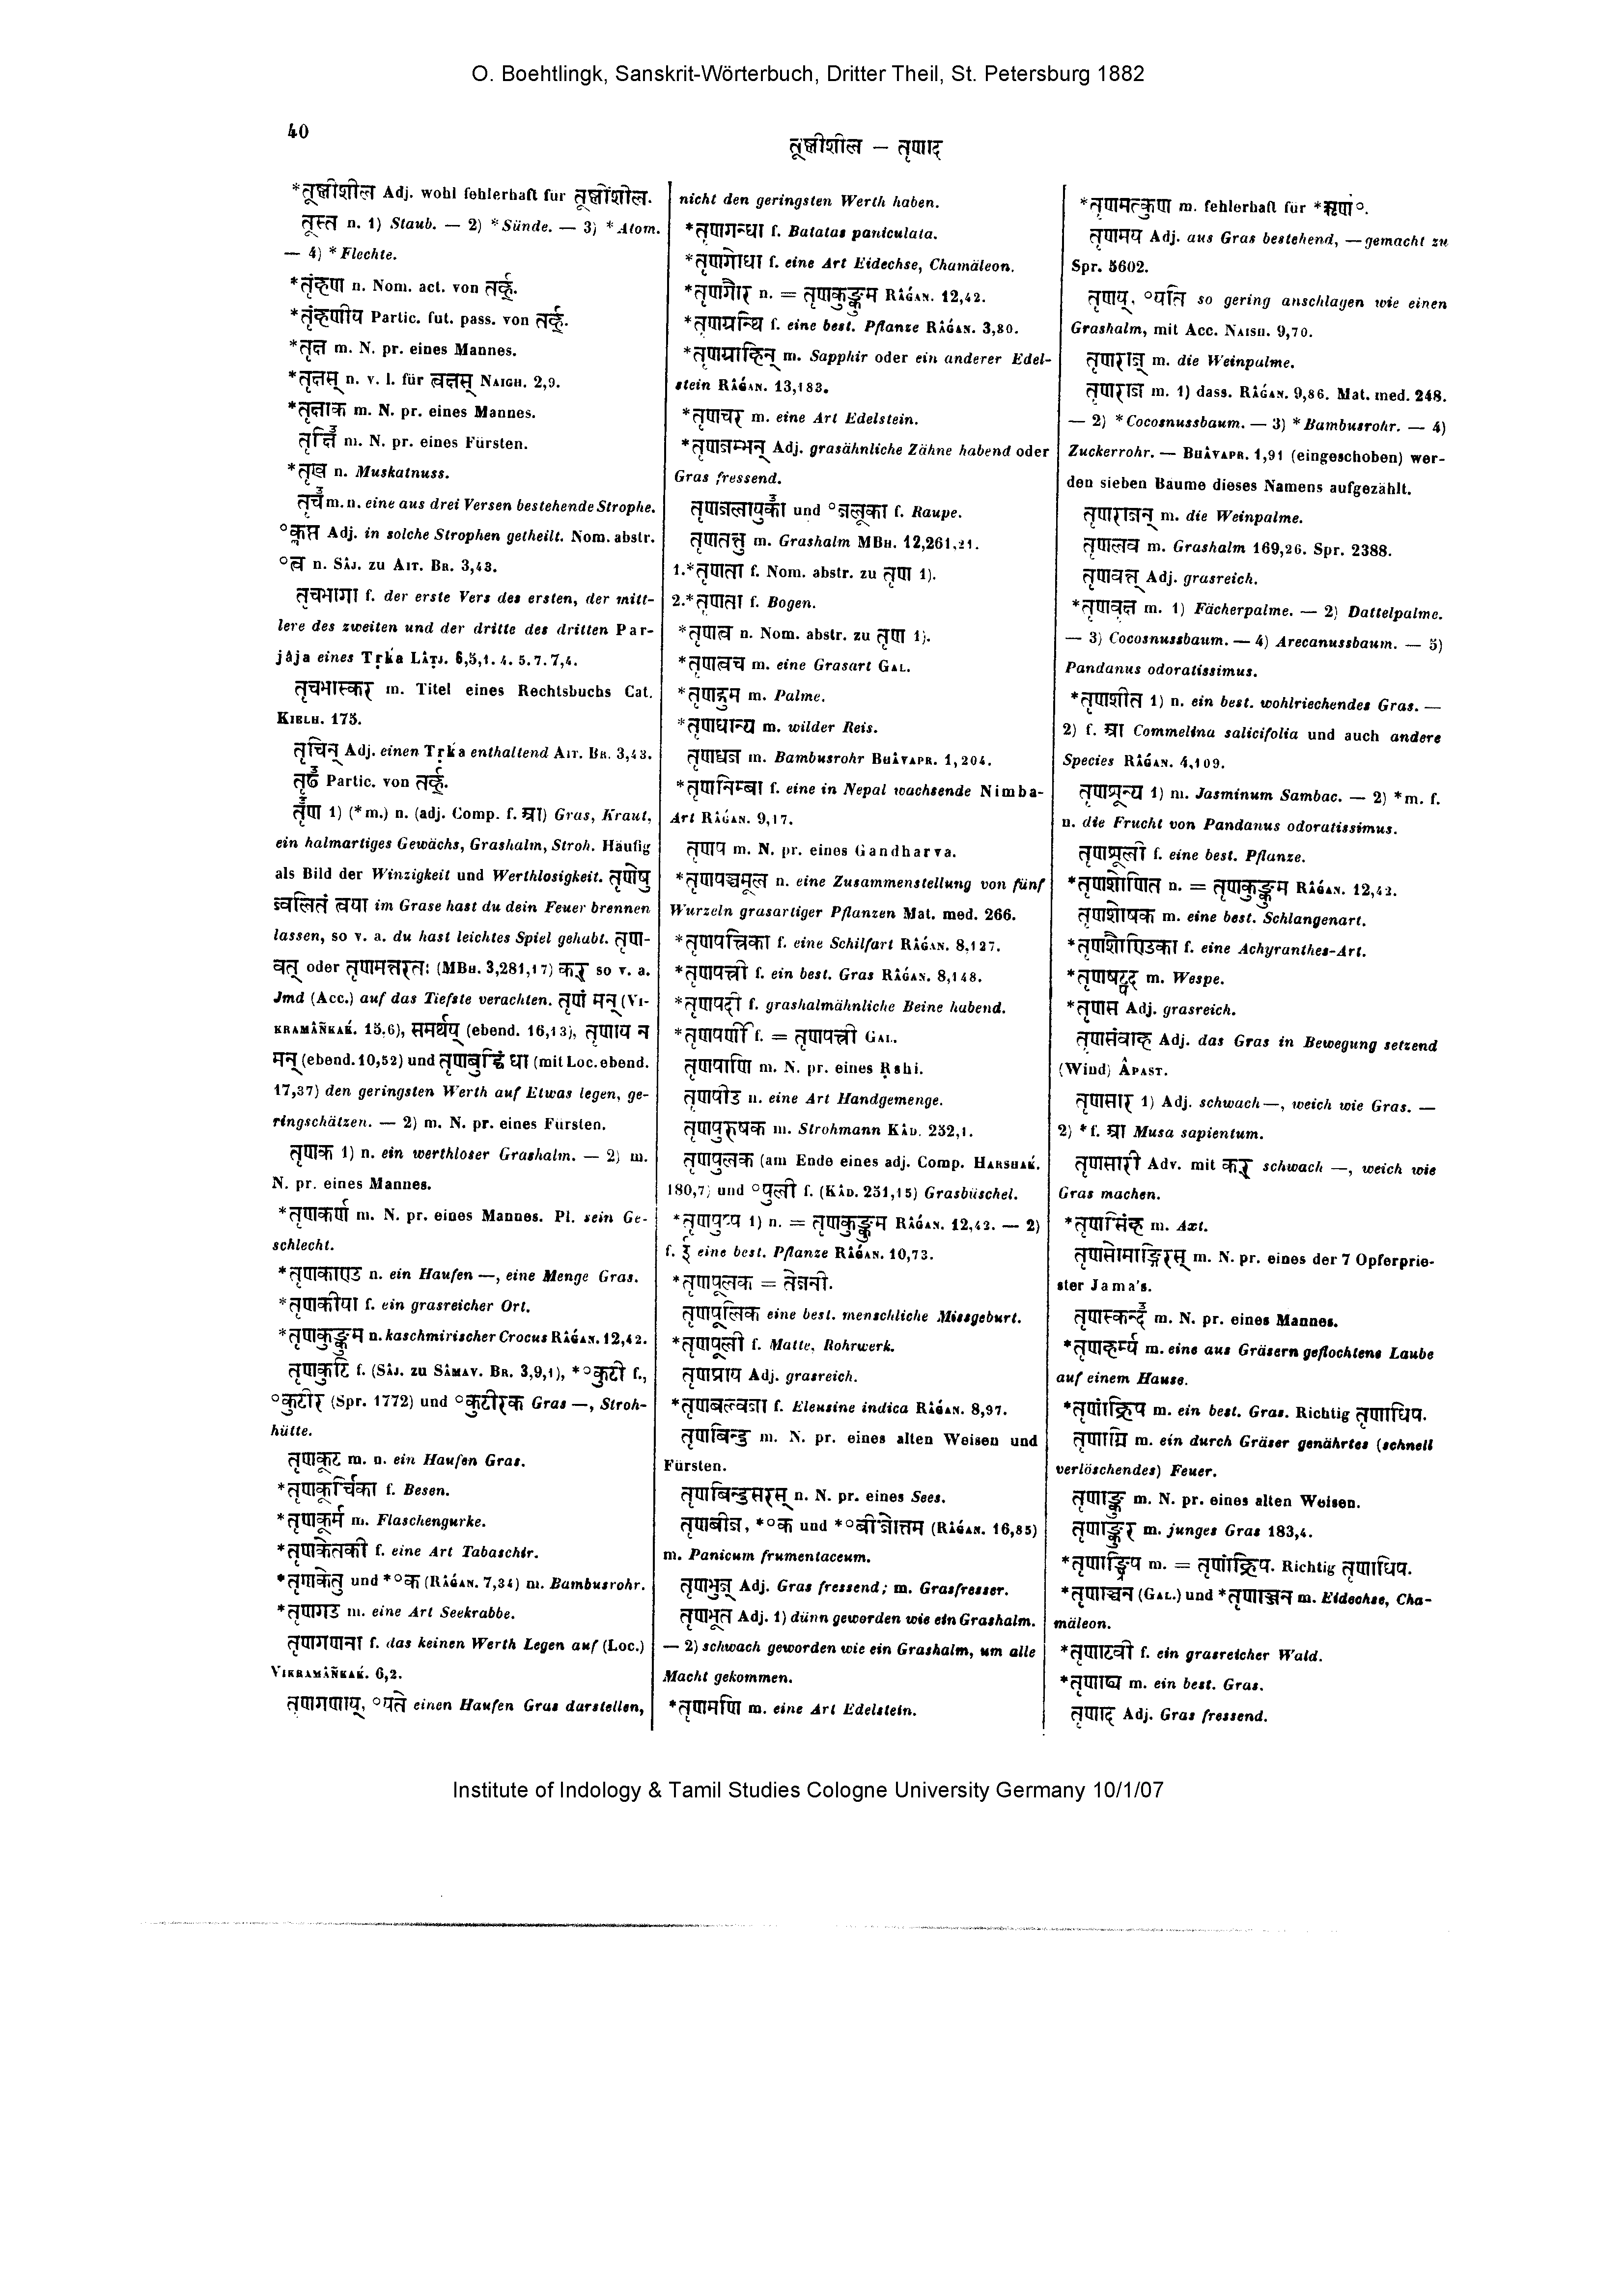 O. Boehtlingk, Sanskrit-Wörterbuch, Dritter Theil, St. Petersburg 1882
40
तूष्णीशील — तृणाद्
*तूष्णीशील Adj. wohl fehlerhaft für तूष्णींशील.
तूस्त n. 1) Staub. — 2) *Sünde. — 3) *Atom.
— 4) *Flechte.
*तृंहण n. Nom. act. von तर्ह्.
*तृंहणीय Partic. fut. pass. von तर्ह्.
*तृक्ष m. N. pr. eines Mannes.
*तृक्षस् n. v. l. für त्वक्षस् Naigh. 2,9.
*तृक्षाक m. N. pr. eines Mannes.
तृक्षि m. N. pr. eines Fürsten.
*तृख n. Muskatnuss.
तृच m. n. eine aus drei Versen bestehende Strophe.
°कॢप्त Adj. in solche Strophen getheilt. Nom. abstr.
°त्व n. Sâj. zu Ait. Br. 3,43.
तृचभागा f. der erste Vers des ersten, der mitt-
lere des zweiten und der dritte des dritten Par-
jâja eines Trḱa Lâṭj. 6,5,1. 4. 5. 7. 7,4.
तृचभास्कर m. Titel eines Rechtsbuchs Cat.
Kielh. 175.
तृचिन् Adj. einen Tṛḱa enthaltend Ait. Br. 3,43.
तृढ Partic. von तर्ह्.
तृण 1) (*m.) n. (adj. Comp. f. आ) Gras, Kraut,
ein halmartiges Gewächs, Grashalm, Stroh. Häufig
als Bild der Winzigkeit und Werthlosigkeit. तृणेषु
ज्वलितं त्वया im Grase hast du dein Feuer brennen
lassen, so v. a. du hast leichtes Spiel gehabt. तृण-
वत् oder तृणमत्तरतः (MBh. 3,281,17) कर् so v. a.
Jmd (Acc.) auf das Tiefste verachten. तृणं मन् (Vi-
kramâṅkaḱ. 15,6), समर्थय् (ebend. 16,13), तृणाय न
मन् (ebend. 10,52) und तृणबुद्धिं धा (mit Loc. ebend.
17,37) den geringsten Werth auf Etwas legen, ge-
ringschätzen. — 2) m. N. pr. eines Fürsten.
तृणक 1) n. ein werthloser Grashalm. — 2) m.
N. pr. eines Mannes.
*तृणकर्ण m. N. pr. eines Mannes. Pl. sein Ge-
schlecht.
*तृणकाण्ड n. ein Haufen —, eine Menge Gras.
*तृणकीया f. ein grasreicher Ort.
*तृणकुङ्कुम n. kaschmirischer Crocus Râǵan. 12,42.
तृणकुटि f. (Sâj. zu Sâmav. Br. 3,9,1), *°कुटी f.,
°कुटीर (Spr. 1772) und °कुटीरक Gras —, Stroh-
hütte.
तृणकूट m. n. ein Haufen Gras.
*तृणकूर्चिका f. Besen.
*तृणकूर्म m. Flaschengurke.
*तृणकेतकी f. eine Art Tabaschir.
*तृणकेतु und *°क (Râǵan. 7,34) m. Bambusrohr.
*तृणगड m. eine Art Seekrabbe.
तृणगणना f. das keinen Werth Legen auf (Loc.)
Vikramâṅkaḱ. 6,2.
तृणगणाय्, °यते einen Haufen Gras darstellen,
nicht den geringsten Werth haben.
*तृणगन्धा f. Batatas paniculata.
*तृणगोधा f. eine Art Eidechse, Chamäleon.
*तृणगौर n. = तृणकुङ्कुम Râǵan. 12,42.
*तृणग्रन्थि f. eine best. Pflanze Râǵan. 3,80.
*तृणग्राहिन् m. Sapphir oder ein anderer Edel-
stein Râǵan. 13,183.
*तृणचर m. eine Art Edelstein.
*तृणजम्भन् Adj. grasähnliche Zähne habend oder
Gras fressend.
तृणजलायुका und °जलूका f. Raupe.
तृणतत्तु m. Grashalm MBh. 12,261,21.
1.*तृणता f. Nom. abstr. zu तृण 1).
2.*तृणता f. Bogen.
*तृणत्व n. Nom. abstr. zu तृण 1).
*तृणत्वच m. eine Grasart Gal.
*तृणद्रुम m. Palme.
*तृणधान्य m. wilder Reis.
तृणध्वज m. Bambusrohr Bhâvapr. 1,204.
*तृणनिम्बा f. eine in Nepal wachsende Nimba-
Art Râǵan. 9,17.
तृणप m. N. pr. eines Gandharva.
*तृणपञ्चमूल n. eine Zusammenstellung von fünf
Wurzeln grasartiger Pflanzen Mat. med. 266.
*तृणपत्त्रिका f. eine Schilfart Râǵan. 8,127.
*तृणपत्त्री f. ein best. Gras Râǵan. 8,148.
*तृणपदी f. grashalmähnliche Beine habend.
*तृणपर्णी f. = तृणपत्त्री Gal.
तृणपाणि m. N. pr. eines Ṛshi.
तृणपीड n. eine Art Handgemenge.
तृणपुरुषक m. Strohmann Kâd. 232,1.
तृणपुलक (am Ende eines adj. Comp. Harshaḱ.
180,7) und °पुली f. (Kâd. 251,15) Grasbüschel.
*तृणपुष्प 1) n. = तृणकुङ्कुम Râǵan. 12,42. — 2)
f. ई eine best. Pflanze Râǵan. 10,73.
*तृणपूलक = तेजनी.
तृणपूलिक eine best. menschliche Missgeburt.
*तृणपूली f. Matte, Rohrwerk.
तृणप्राय Adj. grasreich.
*तृणबल्वजा f. Eleusine indica Râǵan. 8,97.
तृणबिन्दु m. N. pr. eines alten Weisen und
Fürsten.
तृणबिन्दुसरस् n. N. pr. eines Sees.
तृणबीज, *°क und *°बीजोत्तम (Râǵan. 16,85)
m. Panicum frumentaceum.
तृणभुज् Adj. Gras fressend; m. Grasfresser.
तृणभूत Adj. 1) dünn geworden wie ein Grashalm.
— 2) schwach geworden wie ein Grashalm, um alle
Macht gekommen.
*तृणमणि m. eine Art Edelstein.
*तृणमत्कुण m. fehlerhaft für *ऋण°.
तृणमय Adj. aus Gras bestehend, — gemacht zu
Spr. 5602.
तृणय्, °यति so gering anschlagen wie einen
Grashalm, mit Acc. Naish. 9,70.
तृणराज् m. die Weinpalme.
तृणराज m. 1) dass. Râǵan. 9,86. Mat. med. 248.
— 2) *Cocosnussbaum. — 3) *Bambusrohr. — 4)
Zuckerrohr. — Bhâvapr. 1,91 (eingeschoben) wer-
den sieben Bäume dieses Namens aufgezählt.
तृणराजन् m. die Weinpalme.
तृणलव m. Grashalm 169,26. Spr. 2388.
तृणवत्त् Adj. grasreich.
*तृणवृक्ष m. 1) Fächerpalme. — 2) Dattelpalme.
— 3) Cocosnussbaum. — 4) Arecanussbaum. — 5)
Pandanus odoratissimus.
*तृणशीत 1) n. ein best. wohlriechendes Gras. —
2) f. आ Commelina salicifolia und auch andere
Species Râǵan. 4,109.
तृणशून्य 1) m. Jasminum Sambac. — 2) *m. f.
n. die Frucht von Pandanus odoratissimus.
तृणशूली f. eine best. Pflanze.
*तृणशोणित n. = तृणकुङ्कुम Râǵan. 12,42.
तृणशोषक m. eine best. Schlangenart.
*तृणशौण्डिका f. eine Achyranthes-Art.
*तृणषट्पद m. Wespe.
*तृणस Adj. grasreich.
तृणसंवाह Adj. das Gras in Bewegung setzend
(Wind) Âpast.
तृणसार 1) Adj. schwach —, weich wie Gras. —
2) *f. आ Musa sapientum.
तृणसारी Adv. mit कर् schwach —, weich wie
Gras machen.
*तृणसिंह m. Axt.
तृणसोमाङ्गिरस् m. N. pr. eines der 7 Opferprie-
ster Jama's.
तृणस्कन्द m. N. pr. eines Mannes.
*तृणहर्म्य m. eine aus Gräsern geflochtene Laube
auf einem Hause.
*तृणांह्रिप m. ein best. Gras. Richtig तृणाधिप.
तृणाग्नि m. ein durch Gräser genährtes (schnell
verlöschendes) Feuer.
तृणाङ्कु m. N. pr. eines alten Weisen.
तृणाङ्कुर m. junges Gras 183,4.
*तृणाङ्घ्रिप m. = तृणांह्रिप. Richtig तृणाधिप.
*तृणाञ्चन (Gal.) und *तृणाञ्जन m. Eidechse, Cha-
mäleon.
*तृणाटवी f. ein grasreicher Wald.
*तृणाढ्य m. ein best. Gras.
तृणाद् Adj. Gras fressend.
Institute of Indology & Tamil Studies Cologne University Germany 10/1/07